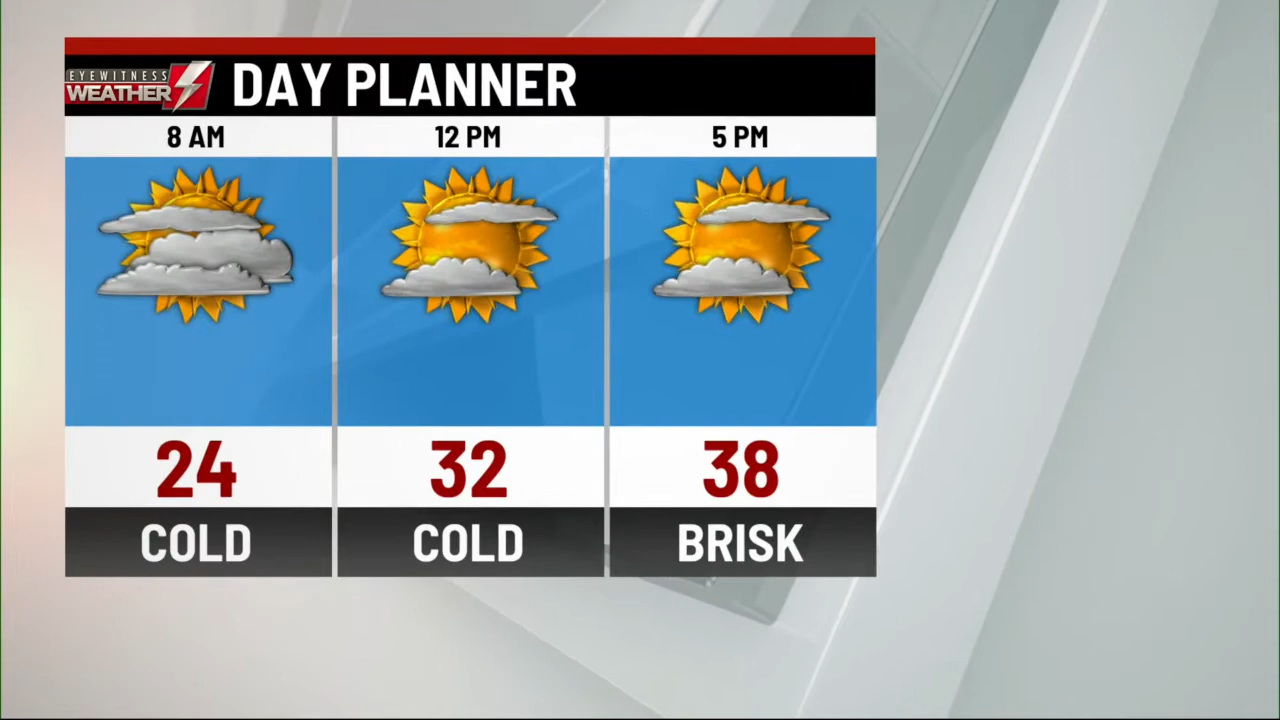 EYEWITNESS
WEATHER
DAY PLANNER
8 AM
12 PM
5 PM
24
32
38
COLD
COLD
BRISK